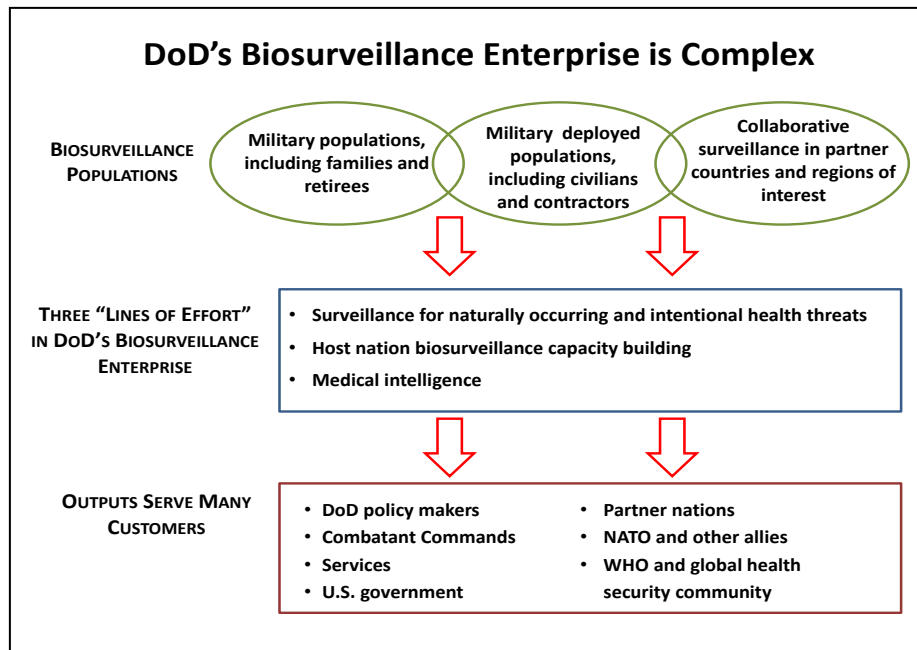 DoD's Biosurveillance Enterprise is Complex
BIOSURVEILLANCE
POPULATIONS
Military populations,
including families and
retirees
Military deployed
populations,
including civilians
and contractors
Collaborative
surveillance in partner
countries and regions of
interest
THREE “LINES OF EFFORT”
IN DOD'S BIOSURVEILLANCE
ENTERPRISE
• Surveillance for naturally occurring and intentional health threats
• Host nation biosurveillance capacity building
• Medical intelligence
OUTPUTS SERVE MANY
CUSTOMERS
• DoD policy makers
• Combatant Commands
• Services
• U.S. government
• Partner nations
• NATO and other allies
• WHO and global health
security community